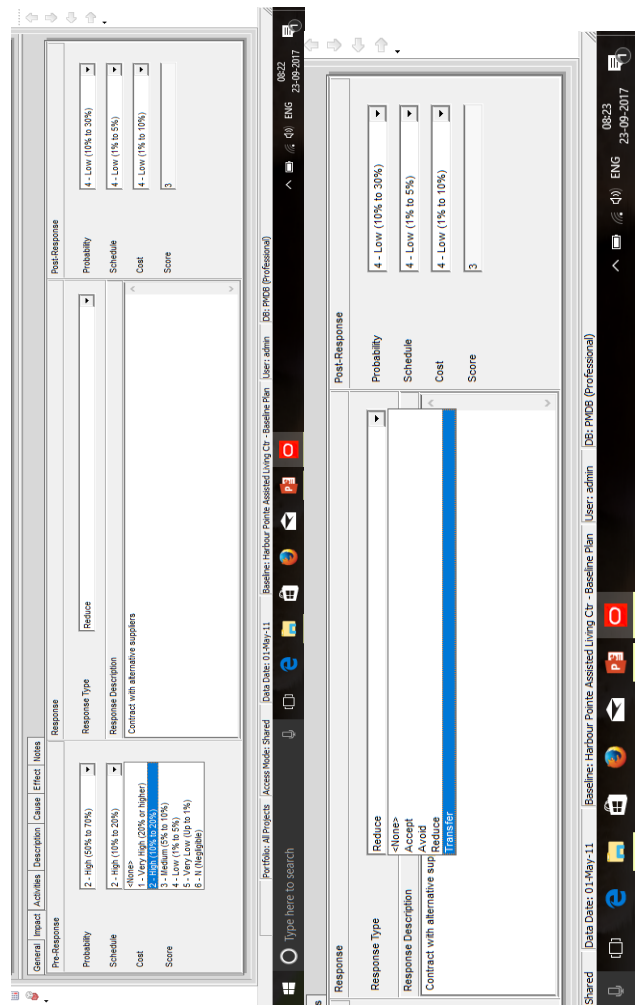 General Impact Activities Description Cause Effect Notes
Pre-Response
Probability 2 - High (50% to 70%)
Schedule 2 - High (10% to 20%)
<None>
1 - Very High (20% or higher)
Cost 2 - High (10% to 20%)
3 - Medium (5% to 10%)
4 - Low (1% to 5%)
Score 5 - Very Low (Up to 1%)
6 - N (Negligible)
Response
Response Type Reduce
Response Description
Contract with alternative suppliers
Post-Response
Probability 4 - Low (10% to 30%)
Schedule 4 - Low (1% to 5%)
Cost 4 - Low (1% to 10%)
Score 3
Portfolio: All Projects Access Mode: Shared Data Date: 01-May-11 Baseline: Harbour Pointe Assisted Living Ctr - Baseline Plan User: admin DB: PMDB (Professional)
Type here to search
ENG
08:22
23-09-2017
1
s
Response
Response Type Reduce
<None>
Accept
Avoid
Reduce
Transfer
Response Description
Contract with alternative sup
Post-Response
Probability 4 - Low (10% to 30%)
Schedule 4 - Low (1% to 5%)
Cost 4 - Low (1% to 10%)
Score 3
Shared Data Date: 01-May-11 Baseline: Harbour Pointe Assisted Living Ctr - Baseline Plan User: admin DB: PMDB (Professional)
ENG
08:23
23-09-2017
1